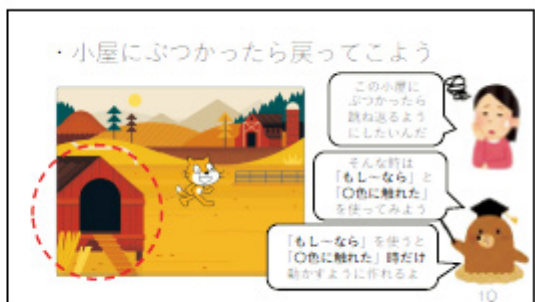 ・小屋にぶつかったら戻ってこよう
この小屋に
ぶつかったら
跳ね返るよう
にしたいんだ
そんな時は
「もし～なら」と
「〇色に触れた」
を使ってみよう
「もし～なら」を使うと
「〇色に触れた」時だけ
動かすように作れるよ
10